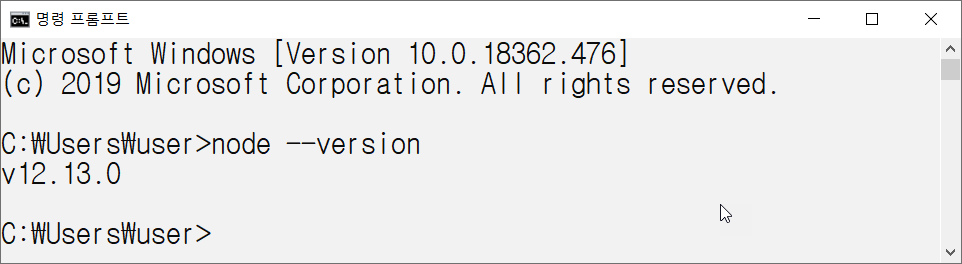 명령 프롬프트
Microsoft Windows [Version 10.0.18362.476]
(c) 2019 Microsoft Corporation. All rights reserved.
C:₩Users₩user>node --version
v12.13.0
C:₩Users₩user>